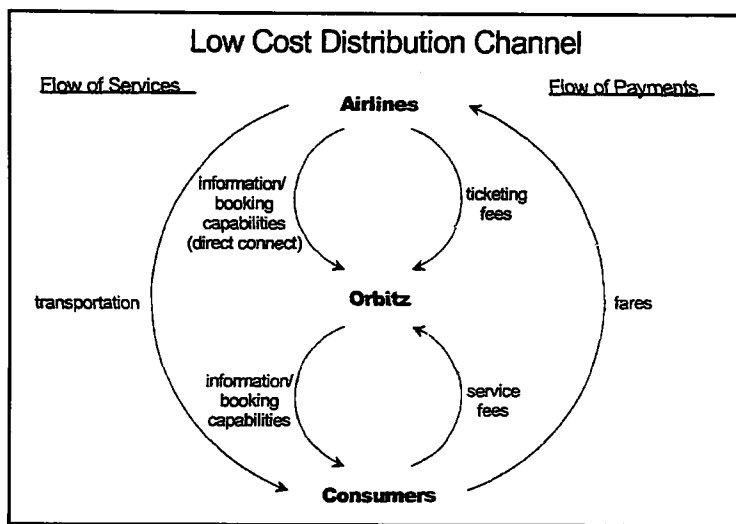 Low Cost Distribution Channel
Flow of Services
Flow of Payments
Airlines
information/
booking
capabilities
(direct connect)
ticketing
fees
transportation
Orbitz
fares
information/
booking
capabilities
service
fees
Consumers